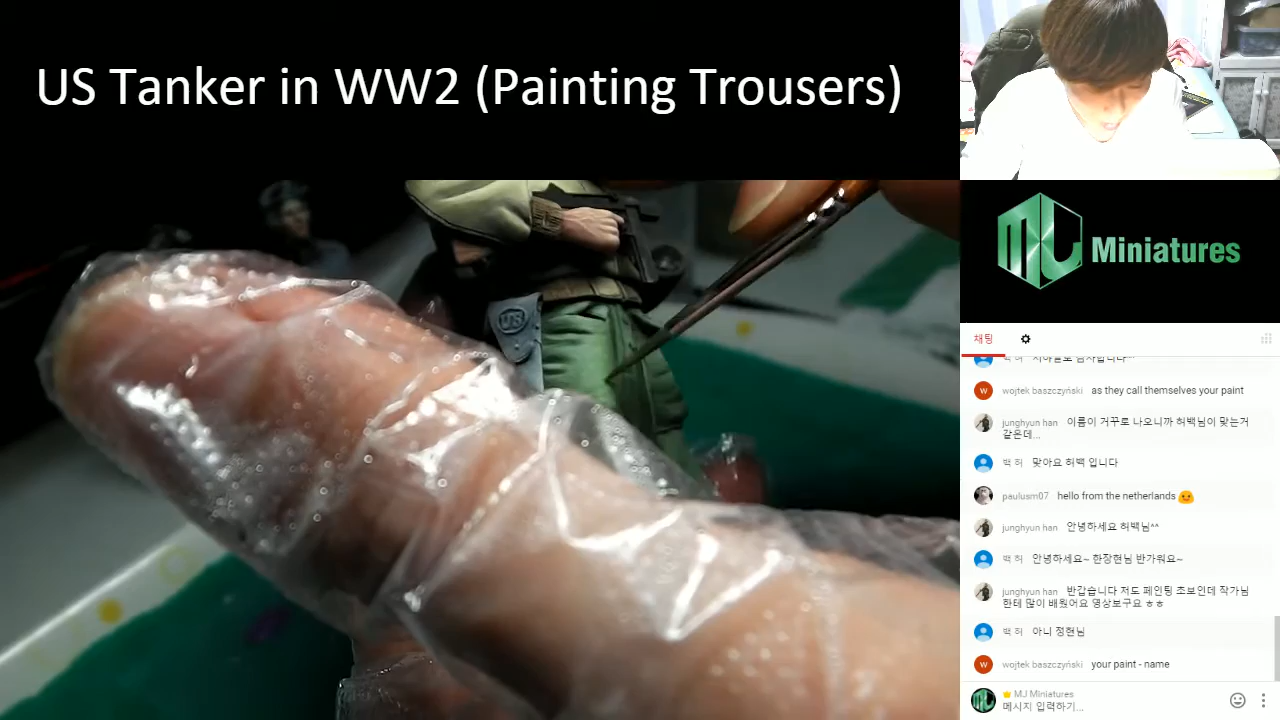 US Tanker in WW2 (Painting Trousers)
US
MJ Miniatures
채팅
wojtek baszczyński as they call themselves your paint
junghyun han 이름이 거꾸로 나오니까 허백님이 맞는거
같은데...
백 허 맞아요 허백 입니다
paulusm07 hello from the netherlands
junghyun han 안녕하세요 허백님^^
백 허 안녕하세요~ 한장현님 반가워요~
junghyun han 반갑습니다 저도 페인팅 초보인데 작가님
한테 많이 배웠어요 영상보구요 ㅎㅎ
백 허 아니 정현님
wojtek baszczyński your paint - name
MJ Miniatures
메시지 입력하기...